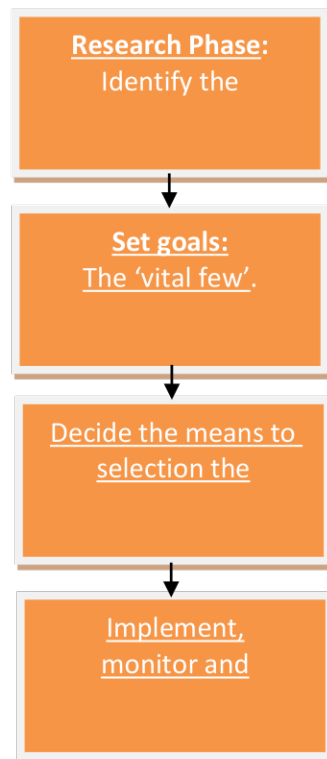 Research Phase:
Identify the
Set goals:
The ‘vital few’.
Decide the means to
selection the
Implement,
monitor and